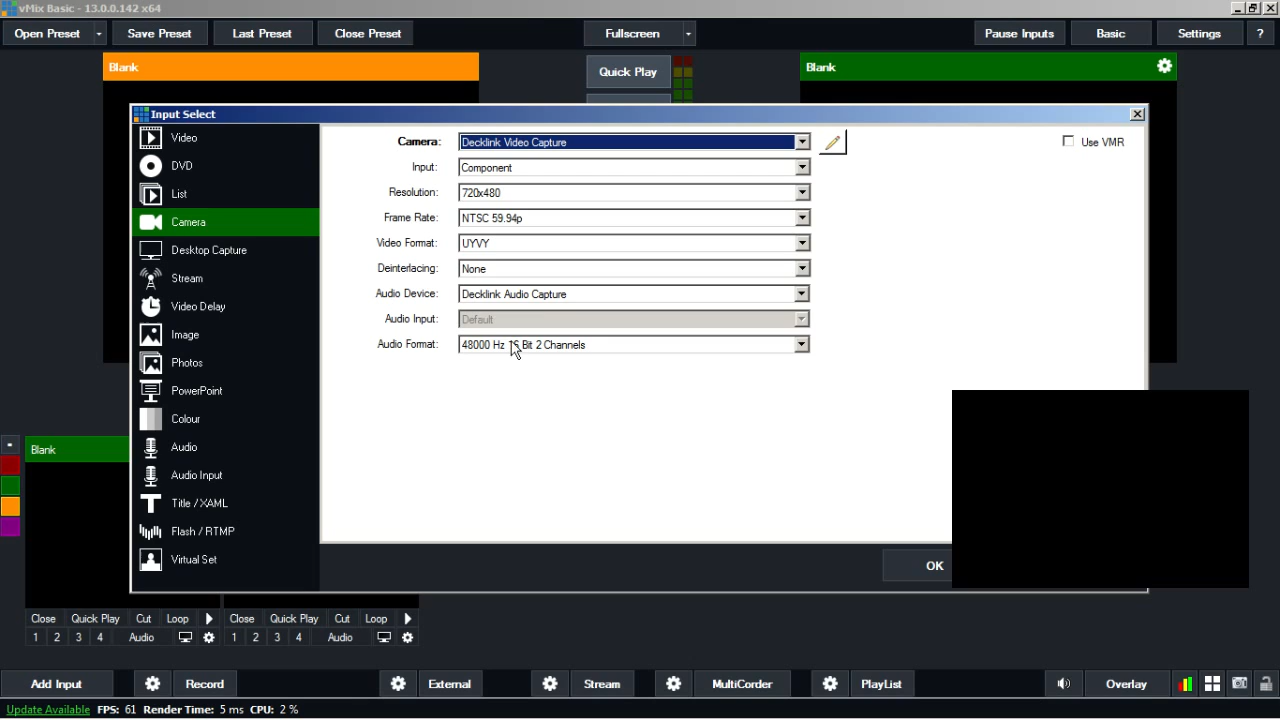 vMix Basic - 13.0.0.142 x64
Open Preset
Save Preset
Last Preset
Close Preset
Fullscreen
Pause Inputs
Basic
Settings
?
Blank
Quick Play
Blank
Input Select
Video
DVD
List
Camera
Desktop Capture
Stream
Video Delay
Image
Photos
PowerPoint
Colour
Audio
Audio Input
Title / XAML
Flash / RTMP
Virtual Set
Camera: Decklink Video Capture
Use VMR
Input: Component
Resolution: 720x480
Frame Rate: NTSC 59.94p
Video Format: UYVY
Deinterlacing: None
Audio Device: Decklink Audio Capture
Audio Input: Default
Audio Format: 48000 Hz 16 Bit 2 Channels
OK
Blank
Close Quick Play Cut Loop
Close Quick Play Cut Loop
1 2 3 4 Audio
1 2 3 4 Audio
Add Input
Record
External
Stream
MultiCorder
PlayList
Overlay
Update Available FPS: 61 Render Time: 5 ms CPU: 2 %